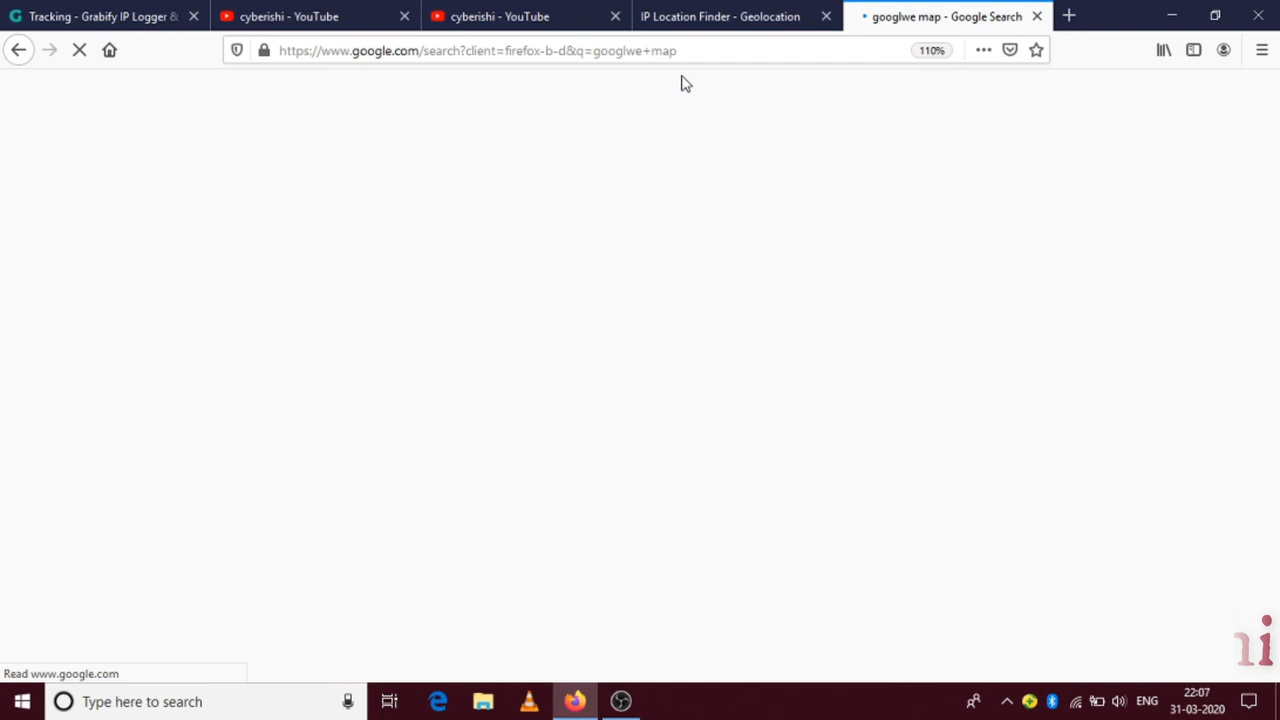 Tracking - Grabify IP Logger &
cyberishi - YouTube
cyberishi - YouTube
IP Location Finder - Geolocation
googlwe map - Google Search
https://www.google.com/search?client=firefox-b-d&q=googlwe+map
110%
Read www.google.com
Type here to search
ENG
22:07
31-03-2020